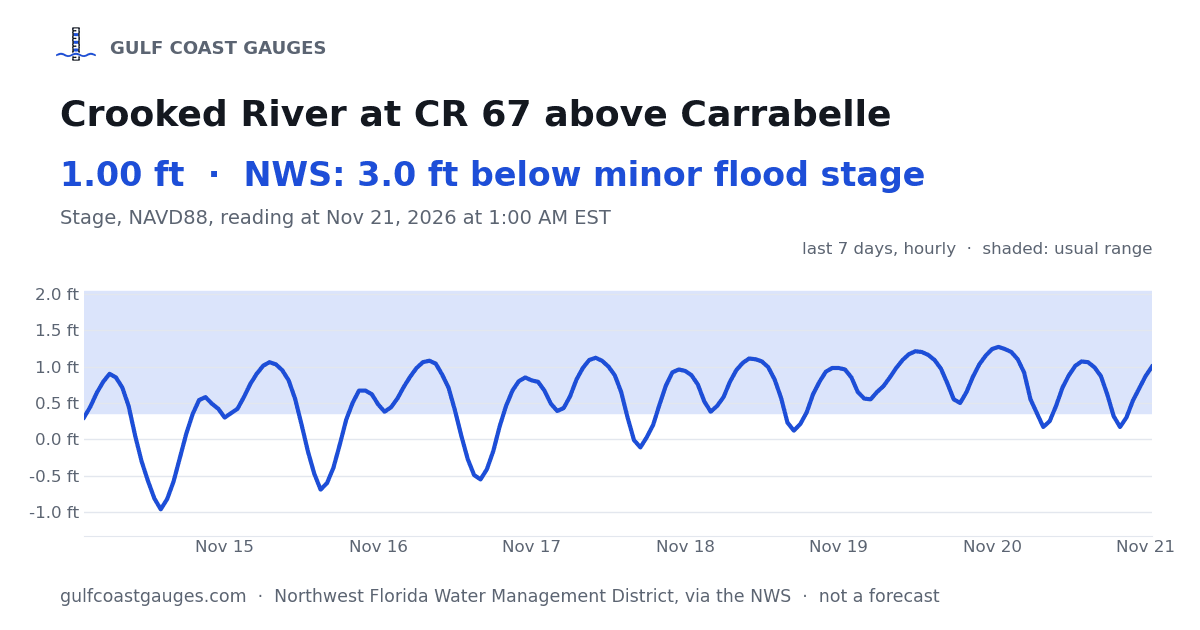 GULF COAST GAUGES
Crooked River at CR 67 above Carrabelle
1.00 ft · NWS: 3.0 ft below minor flood stage
Stage, NAVD88, reading at Nov 21, 2026 at 1:00 AM EST
last 7 days, hourly · shaded: usual range
2.0 ft
1.5 ft
1.0 ft
0.5 ft
0.0 ft
-0.5 ft
-1.0 ft
Nov 15 Nov 16 Nov 17 Nov 18 Nov 19 Nov 20 Nov 21
gulfcoastgauges.com · Northwest Florida Water Management District, via the NWS · not a forecast